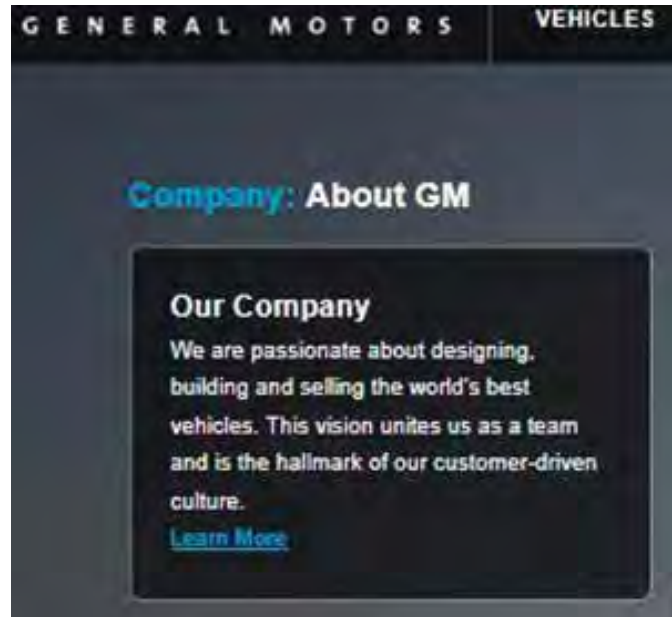 GENERAL MOTORS VEHICLES
Company: About GM
Our Company
We are passionate about designing,
building and selling the world's best
vehicles. This vision unites us as a team
and is the hallmark of our customer-driven
culture.
Learn More